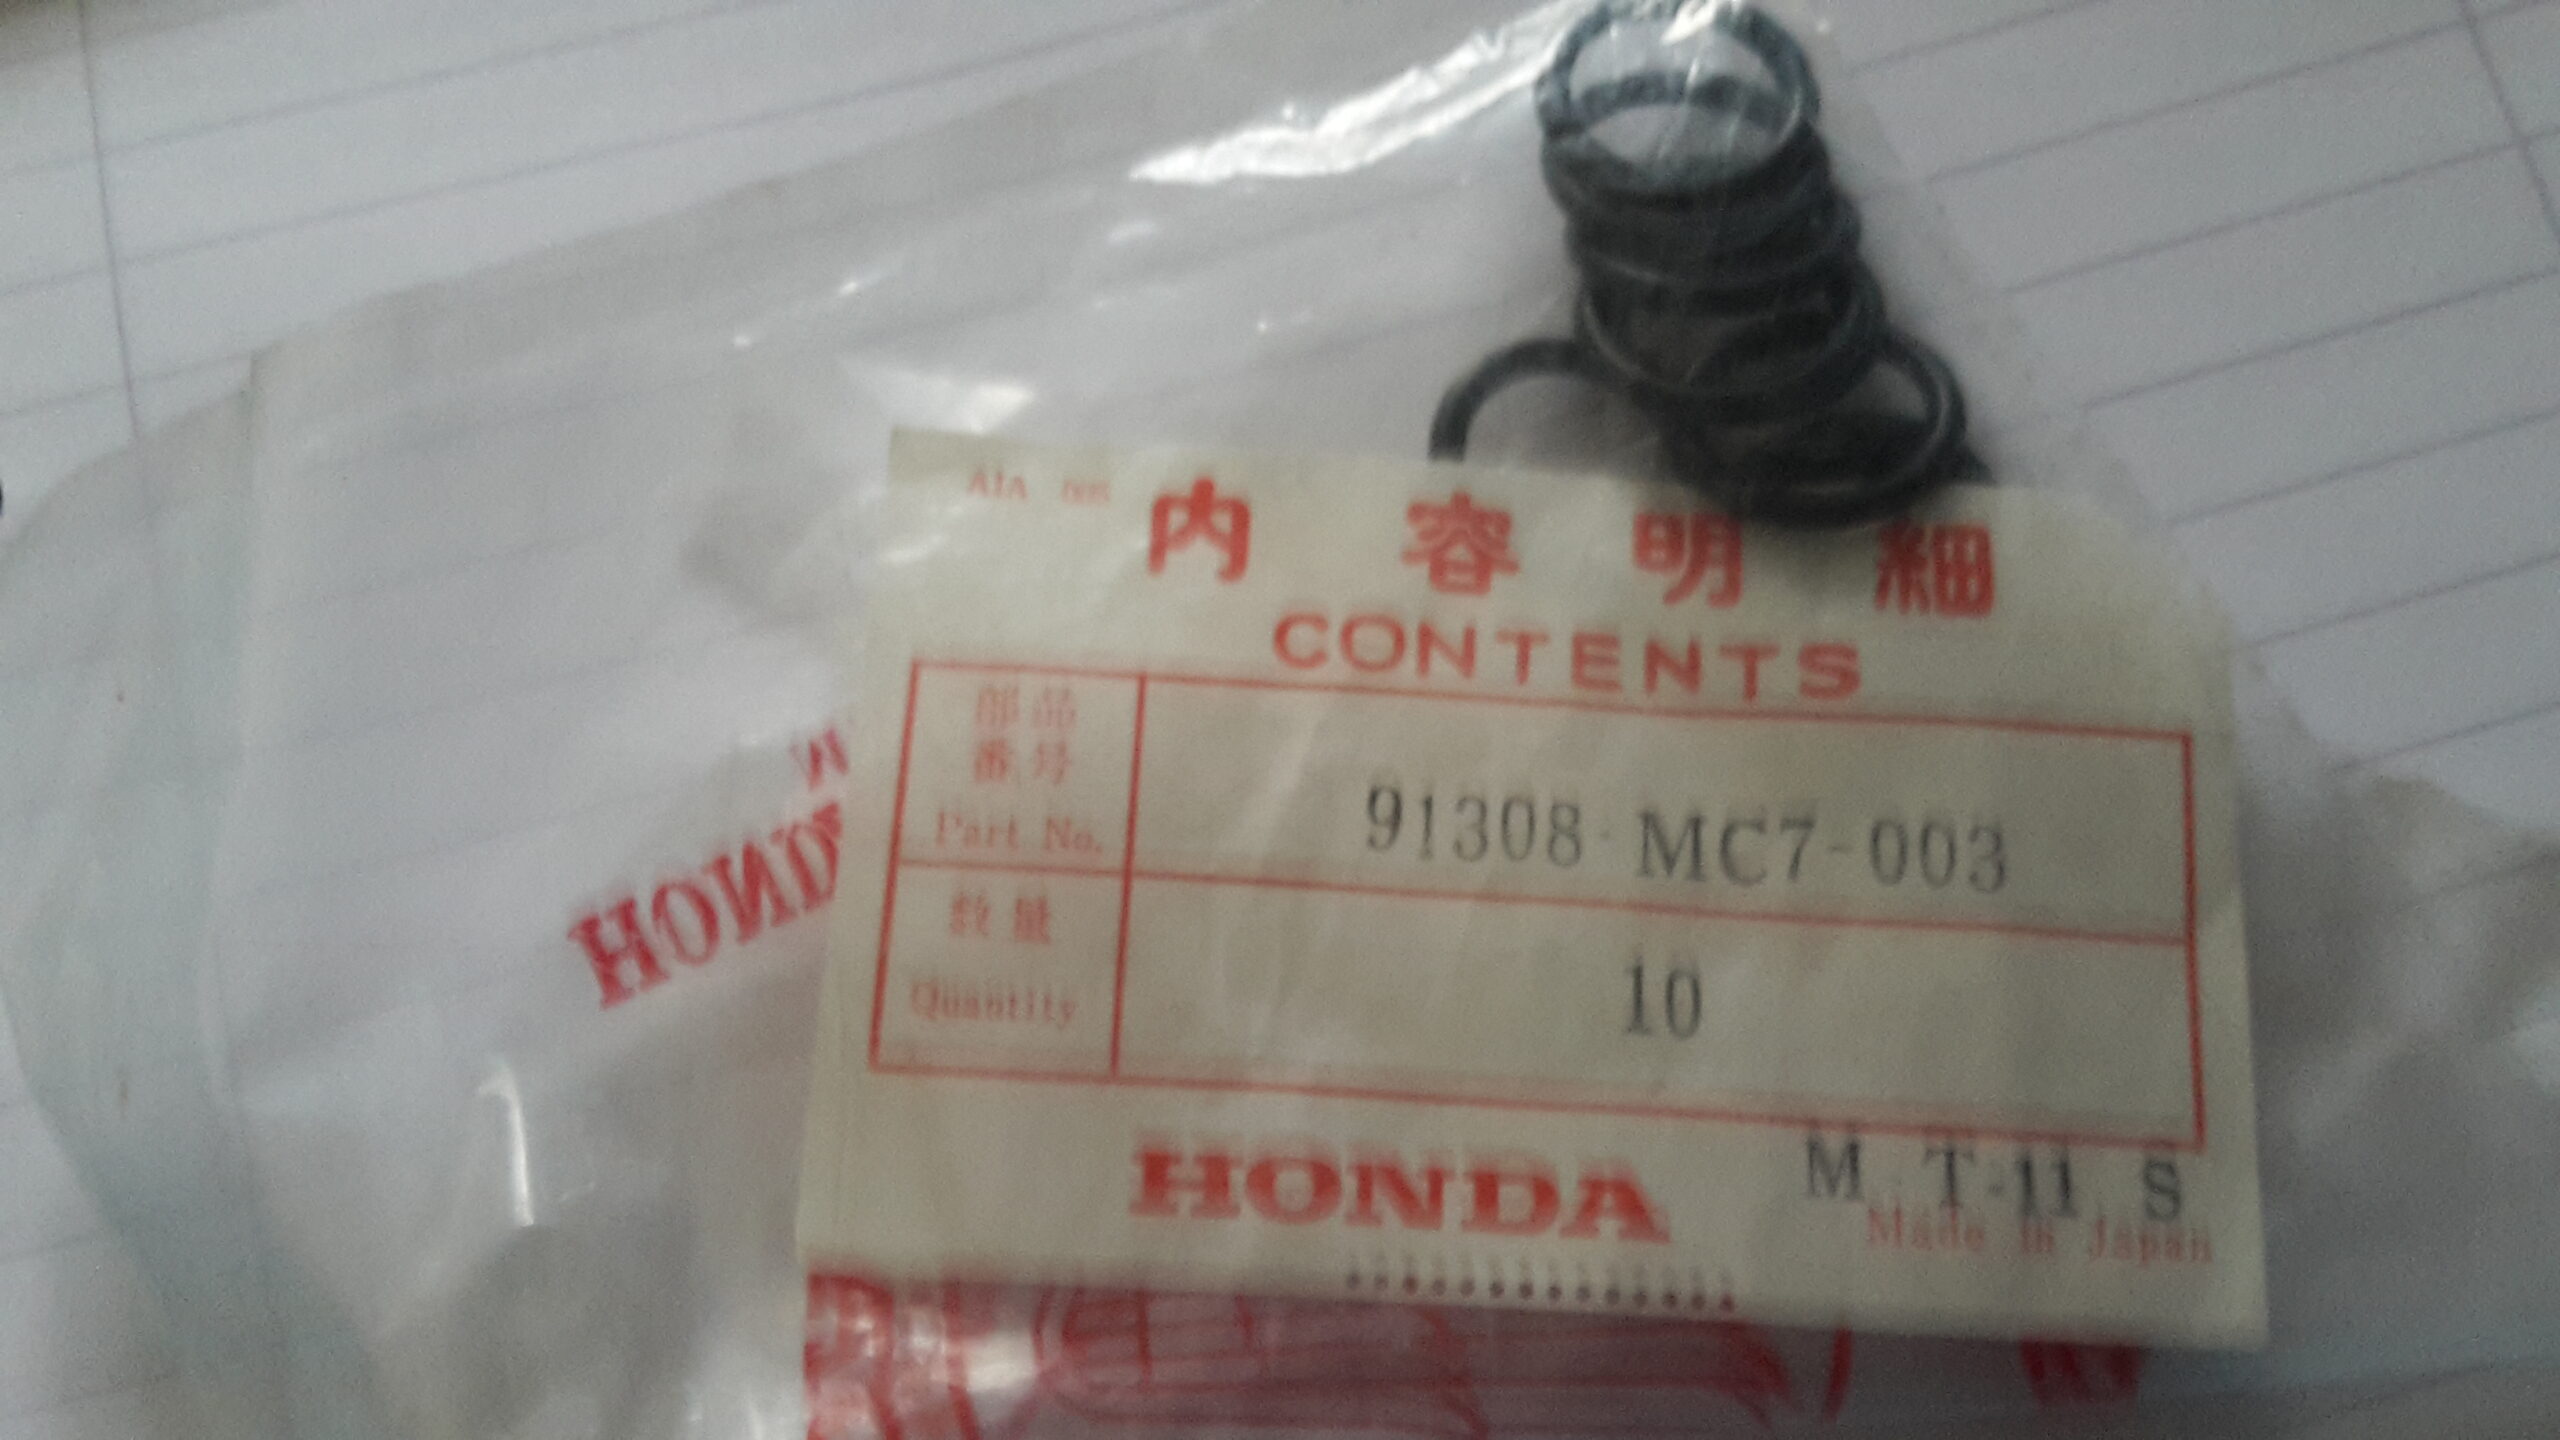 内容明細
CONTENTS
部品
番号
Part No.
91308-MC7-003
数量
Quantity
10
HONDA
M T-11 S
Made in Japan
HONDA